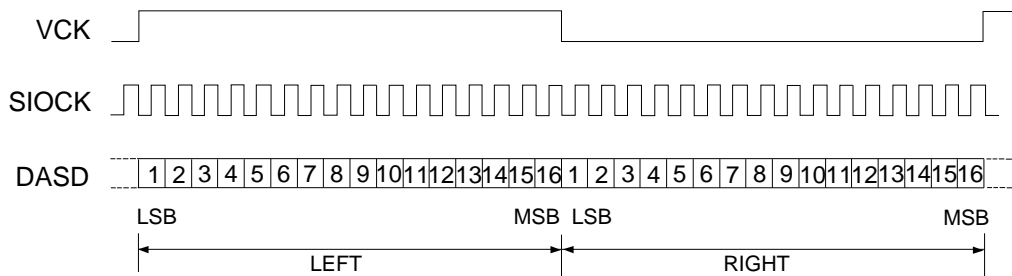 VCK
SIOCK
DASD 1 2 3 4 5 6 7 8 9 10 11 12 13 14 15 16 1 2 3 4 5 6 7 8 9 10 11 12 13 14 15 16
LSB MSB LSB MSB
LEFT RIGHT